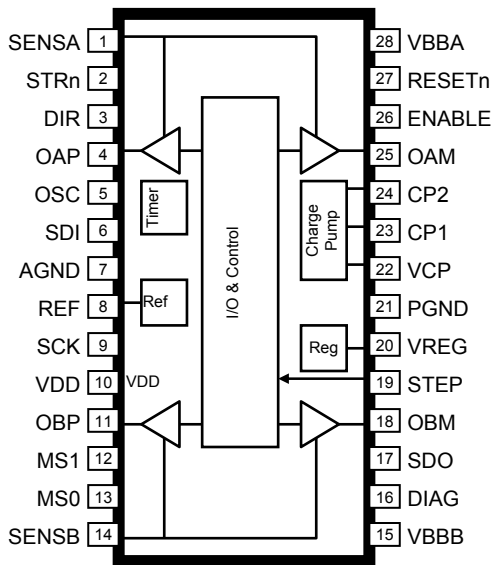 SENSA 1
STRn 2
DIR 3
OAP 4
OSC 5
SDI 6
AGND 7
REF 8
SCK 9
VDD 10
OBP 11
MS1 12
MS0 13
SENSB 14
Timer
Ref
VDD
I/O & Control
Charge
Pump
Reg
28 VBBA
27 RESETn
26 ENABLE
25 OAM
24 CP2
23 CP1
22 VCP
21 PGND
20 VREG
19 STEP
18 OBM
17 SDO
16 DIAG
15 VBBB